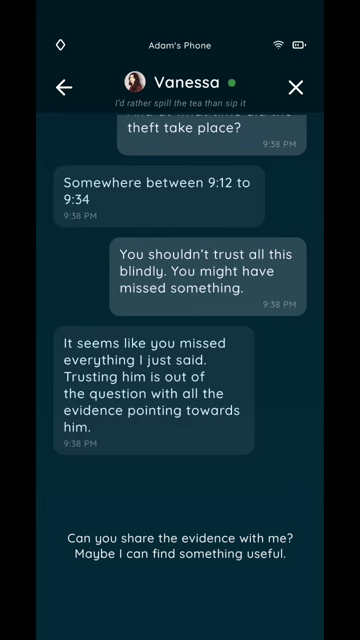 Adam's Phone
Vanessa
I'd rather spill the tea than sip it
theft take place?
9:38 PM
Somewhere between 9:12 to
9:34
9:38 PM
You shouldn't trust all this
blindly. You might have
missed something.
9:38 PM
It seems like you missed
everything I just said.
Trusting him is out of
the question with all the
evidence pointing towards
him.
9:38 PM
Can you share the evidence with me?
Maybe I can find something useful.